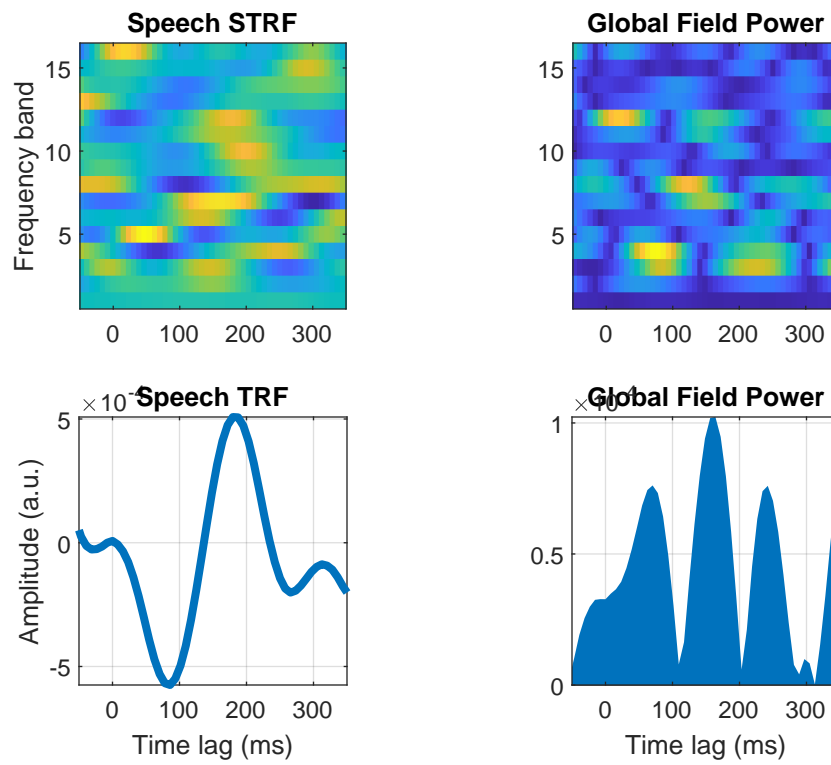 Speech STRF
Frequency band
15
10
5
0 100 200 300
Global Field Power
15
10
5
0 100 200 300
Speech TRF
×10⁻⁴
Amplitude (a.u.)
5
0
-5
0 100 200 300
Time lag (ms)
Global Field Power
1
0.5
0
0 100 200 300
Time lag (ms)